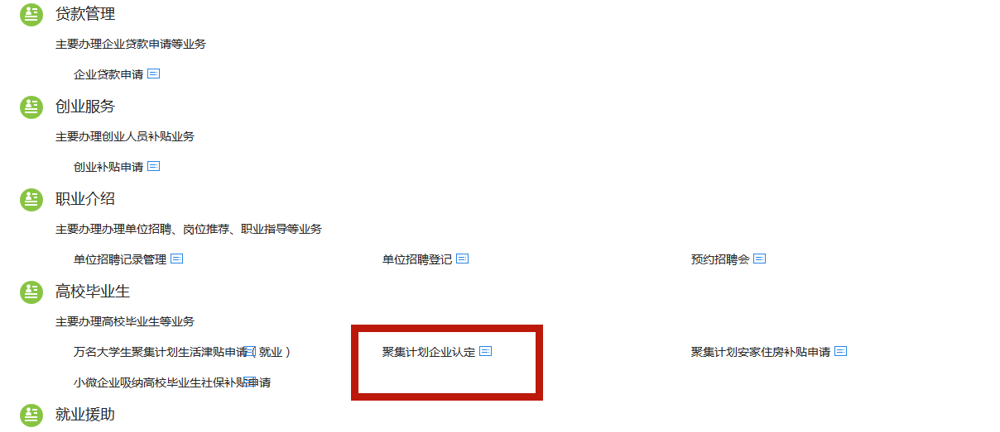 贷款管理
主要办理企业贷款申请等业务
企业贷款申请
创业服务
主要办理创业人员补贴业务
创业补贴申请
职业介绍
主要办理办理单位招聘、岗位推荐、职业指导等业务
单位招聘记录管理 单位招聘登记 预约招聘会
高校毕业生
主要办理高校毕业生等业务
万名大学生聚集计划生活津贴申请（就业） 聚集计划企业认定 聚集计划安家住房补贴申请
小微企业吸纳高校毕业生社保补贴申请
就业援助